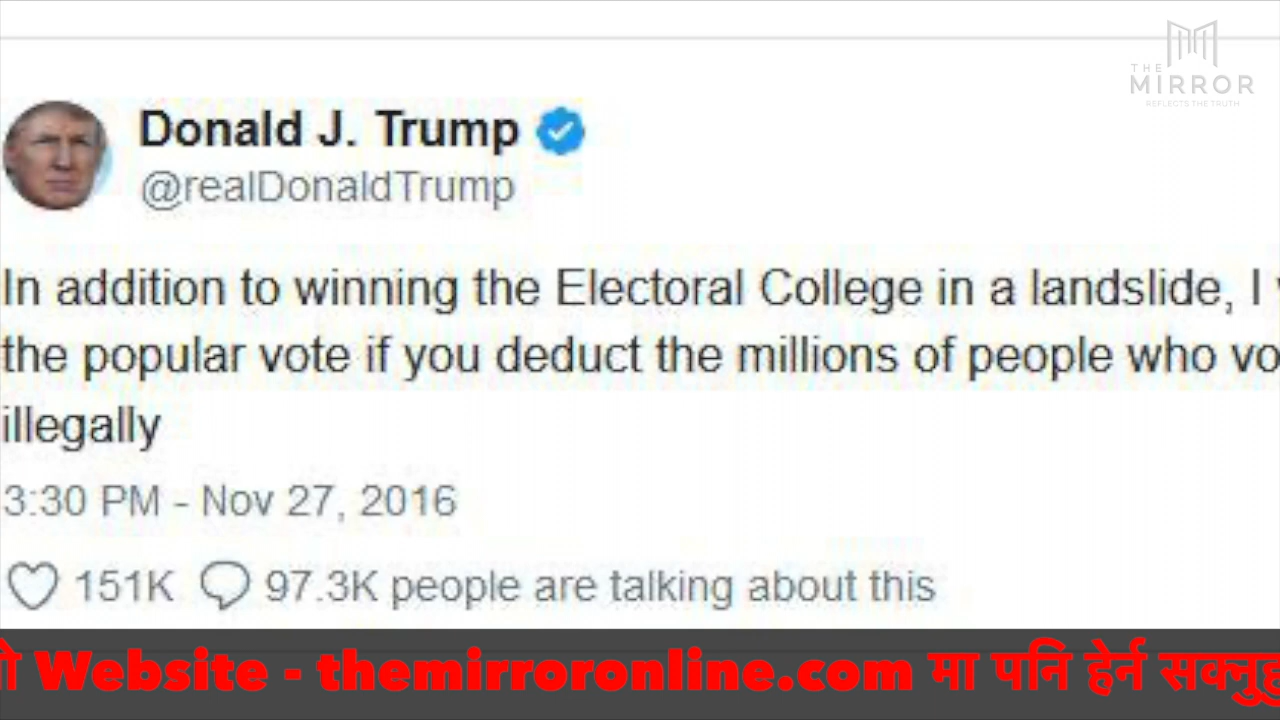 THE
MIRROR
REFLECTS THE TRUTH
Donald J. Trump
@realDonaldTrump
In addition to winning the Electoral College in a landslide, I
the popular vote if you deduct the millions of people who vo
illegally
3:30 PM - Nov 27, 2016
151K 97.3K people are talking about this
Website - themirroronline.com मा पनि हेर्न सक्नुहु